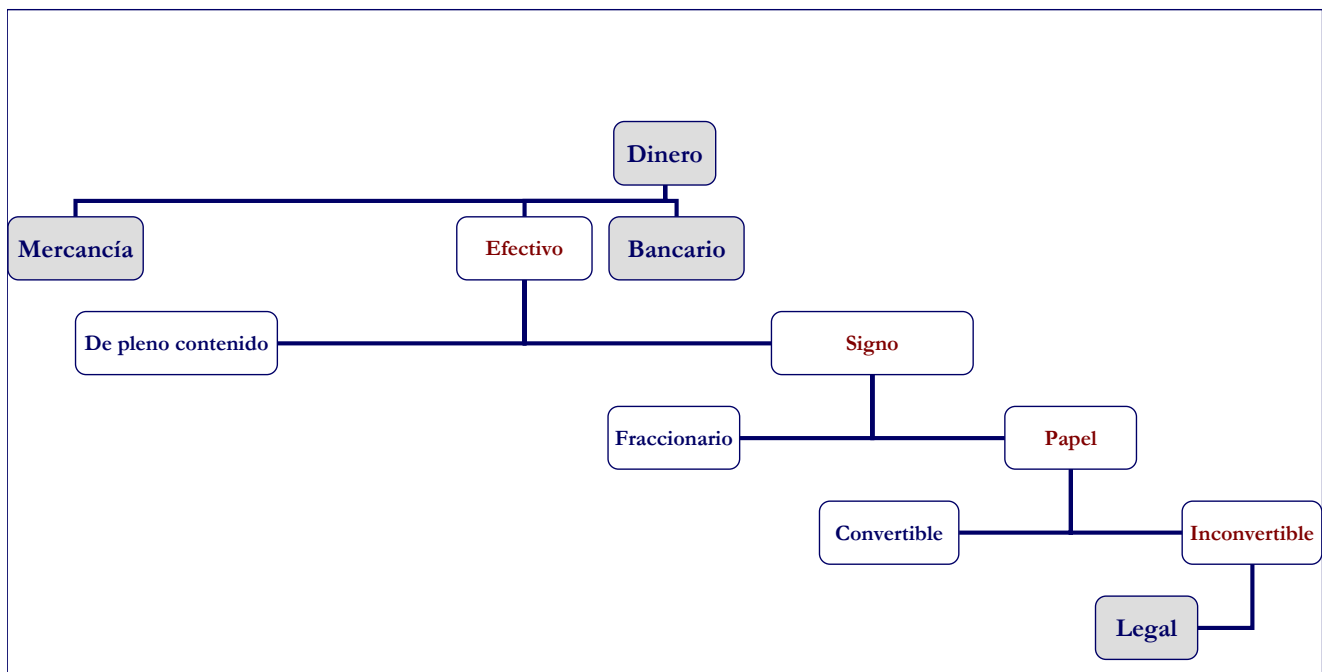 Dinero
Mercancía
Efectivo
Bancario
De pleno contenido
Signo
Fraccionario
Papel
Convertible
Inconvertible
Legal